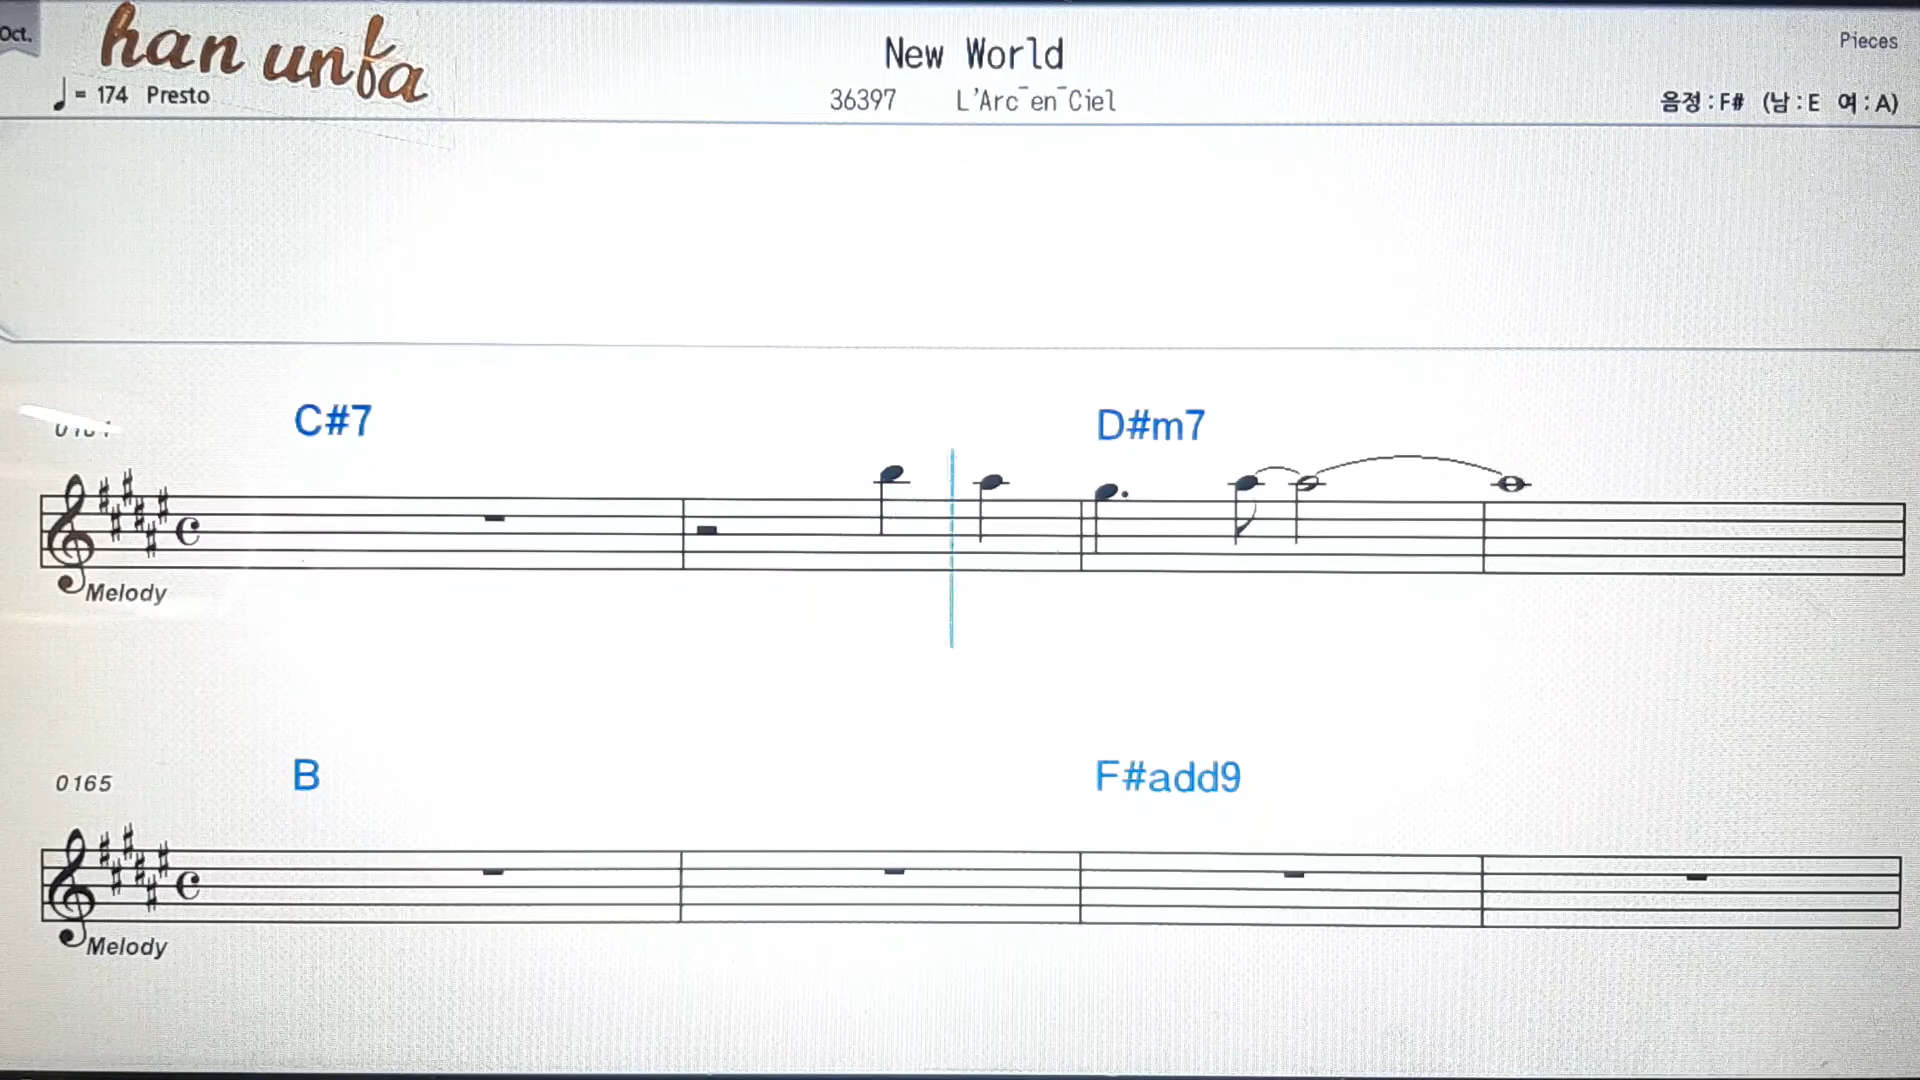 Oct.
han unfa
New World
Pieces
♩= 174 Presto
36397 L'Arc~en~Ciel
음정:F# (남:E 여:A)
C#7
D#m7
Melody
0165
B
F#add9
Melody